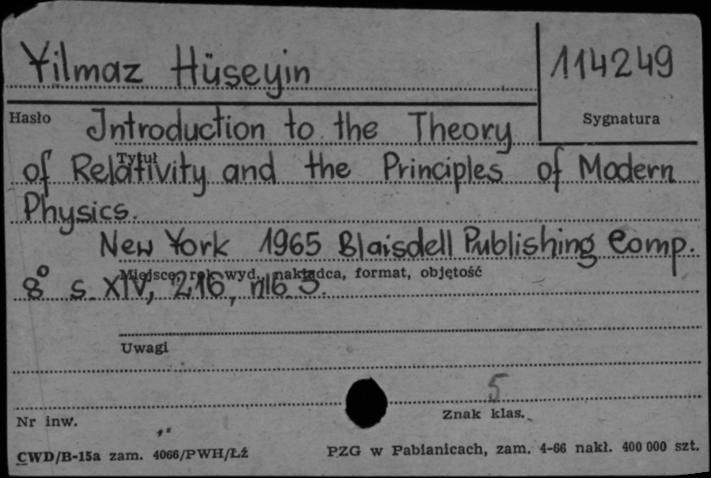 Yilmaz Hüseyin
114249
Hasło
Sygnatura
Introduction to the Theory
Tytuł
of Relativity and the Principles of Modern
Physics.
New York 1965 Blaisdell Publishing Comp.
Miejsce, rok wyd., nakładca, format, objętość
8° s. XIV, 216, nlb 3.
Uwagi
5
Nr inw.
Znak klas.
CWD/B-15a zam. 4066/PWH/Łź
PZG w Pabianicach, zam. 4-66 nakł. 400 000 szt.